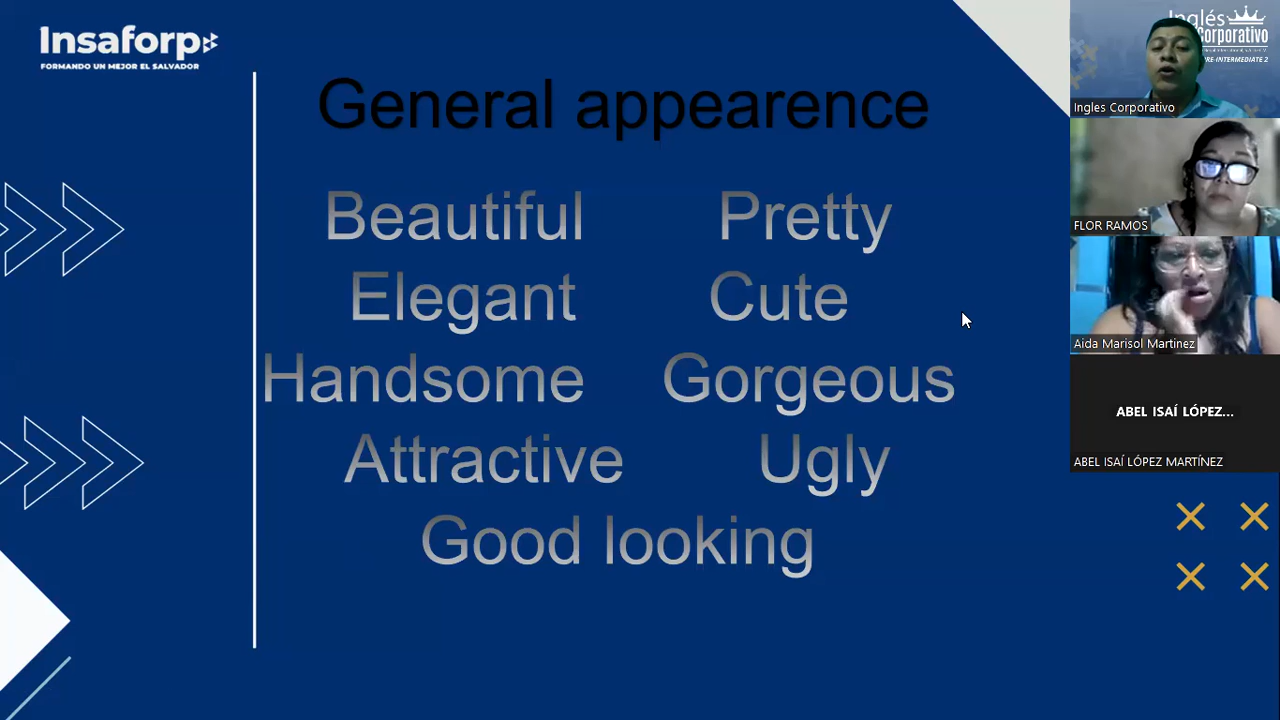 Insaforp
FORMANDO UN MEJOR EL SALVADOR
General appearence
Beautiful Pretty
Elegant Cute
Handsome Gorgeous
Attractive Ugly
Good looking
Inglés
Corporativo
RE-INTERMEDIATE 2
Ingles Corporativo
FLOR RAMOS
Aida Marisol Martinez
ABEL ISAÍ LÓPEZ...
ABEL ISAÍ LÓPEZ MARTÍNEZ